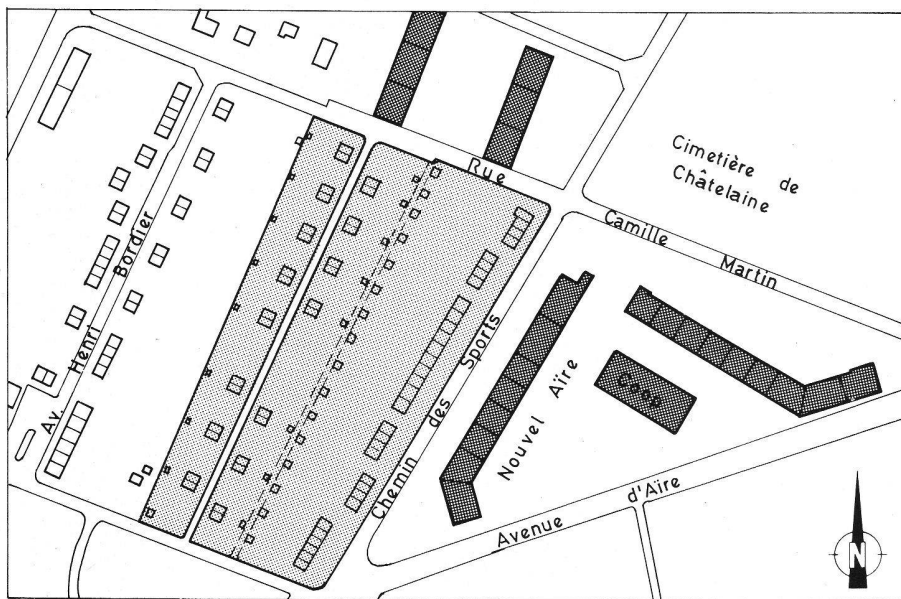 Cimetière de
Châtelaine
Rue
Camille
Martin
Av. Henri Bordier
Chemin des Sports
Nouvel Aïre
Coop
Avenue d'Aïre
N